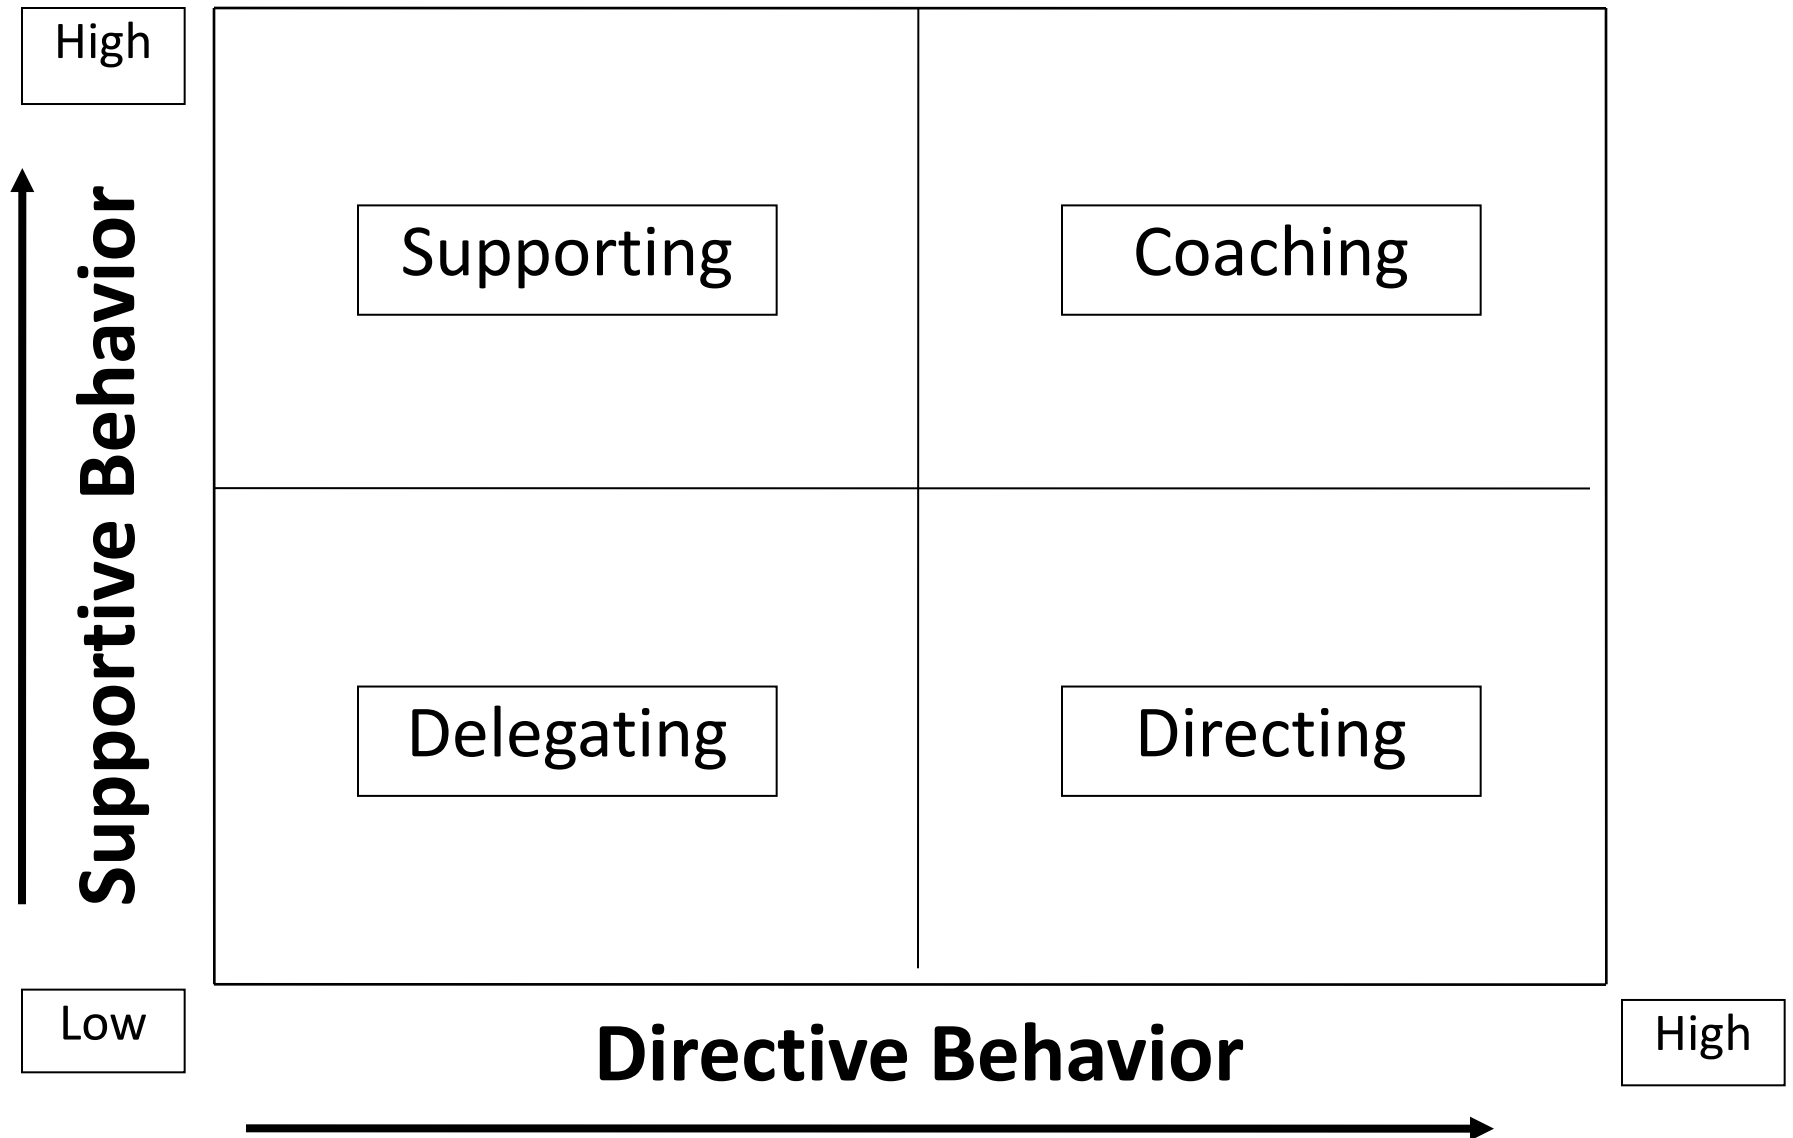 High
Supporting
Coaching
Supportive Behavior
Delegating
Directing
Low
Directive Behavior
High